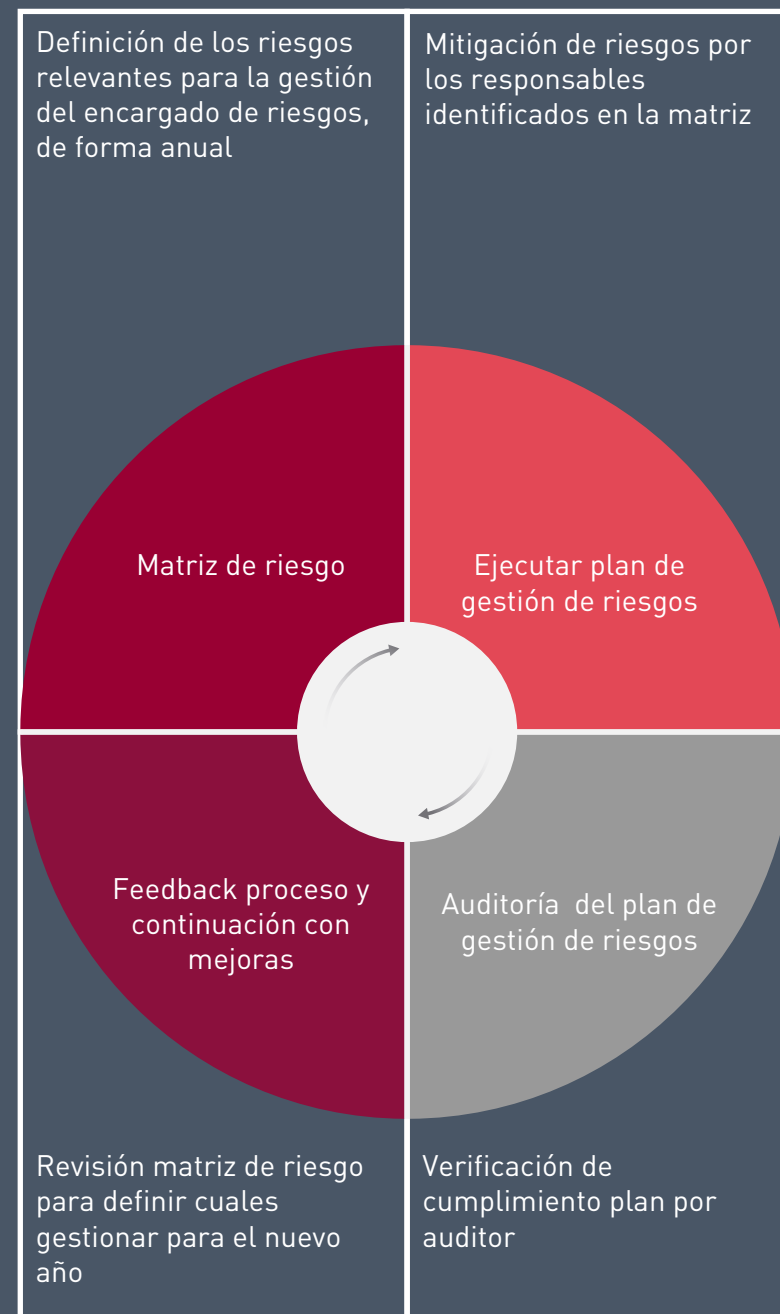 Definición de los riesgos
relevantes para la gestión
del encargado de riesgos,
de forma anual
Mitigación de riesgos por
los responsables
identificados en la matriz
Matriz de riesgo
Ejecutar plan de
gestión de riesgos
Feedback proceso y
continuación con
mejoras
Auditoría  del plan de
gestión de riesgos
Revisión matriz de riesgo
para definir cuales
gestionar para el nuevo
año
Verificación de
cumplimiento plan por
auditor